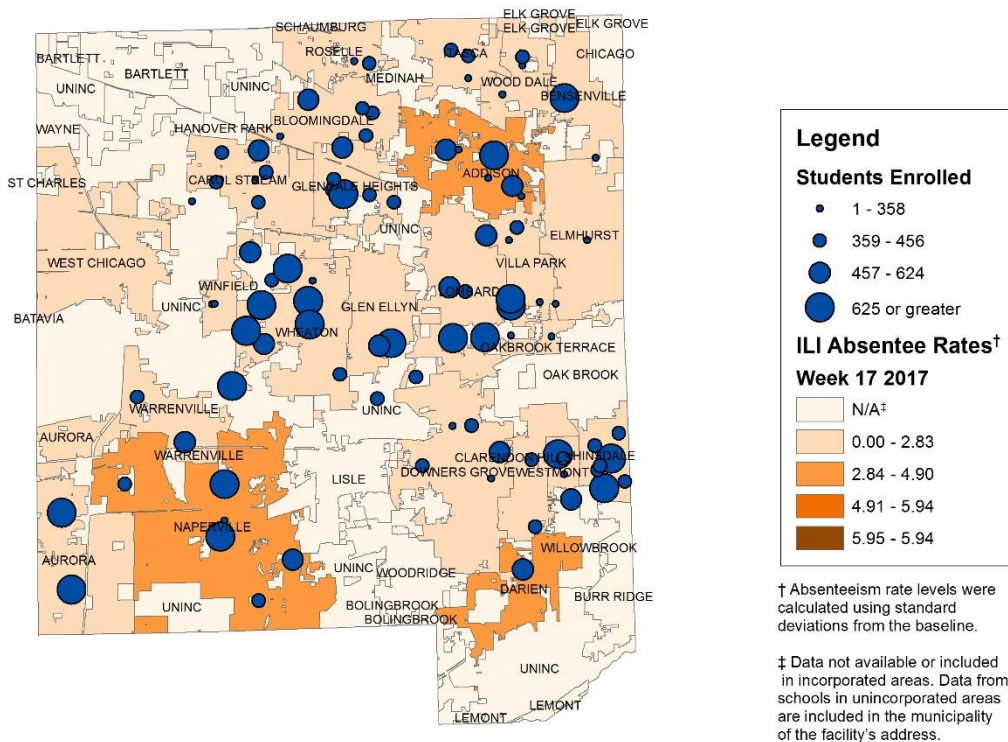 ELK GROVE
ELK GROVE
ELK GROVE
SCHAUMBURG
ROSELLE
ITASCA
CHICAGO
BARTLETT
BARTLETT
MEDINAH
WOOD DALE
UNINC
UNINC
BENSENVILLE
BLOOMINGDALE
WAYNE
HANOVER PARK
ADDISON
ST CHARLES
CAROL STREAM
GLENDALE HEIGHTS
UNINC
ELMHURST
WEST CHICAGO
VILLA PARK
WINFIELD
LOMBARD
UNINC
GLEN ELLYN
BATAVIA
WHEATON
OAKBROOK TERRACE
OAK BROOK
WARRENVILLE
UNINC
AURORA
WARRENVILLE
CLARENDON HILLS
HINSDALE
DOWNERS GROVE
WESTMONT
LISLE
NAPERVILLE
WILLOWBROOK
AURORA
UNINC
WOODRIDGE
DARIEN
UNINC
BOLINGBROOK
BOLINGBROOK
BURR RIDGE
UNINC
LEMONT
LEMONT
Legend
Students Enrolled
1 - 358
359 - 456
457 - 624
625 or greater
ILI Absentee Rates†
Week 17 2017
N/A‡
0.00 - 2.83
2.84 - 4.90
4.91 - 5.94
5.95 - 5.94
† Absenteeism rate levels were
calculated using standard
deviations from the baseline.
‡ Data not available or included
in incorporated areas. Data from
schools in unincorporated areas
are included in the municipality
of the facility's address.